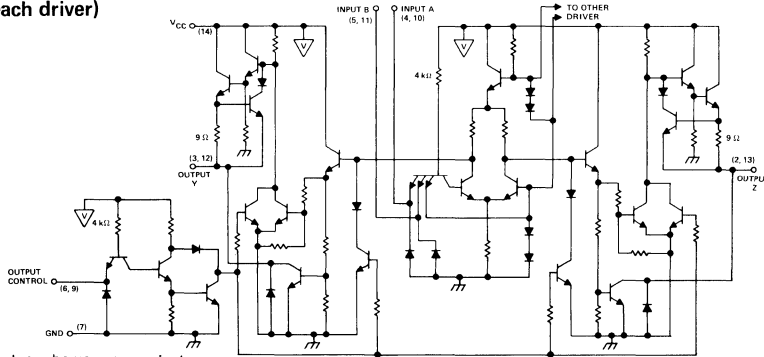 each driver)
VCC
(14)
V
INPUT B
(5, 11)
INPUT A
(4, 10)
TO OTHER
DRIVER
V
4 kΩ
9 Ω
9 Ω
(3, 12)
OUTPUT
Y
(2, 13)
OUTPU
Z
V
4 kΩ
OUTPUT
CONTROL
(6, 9)
GND
(7)